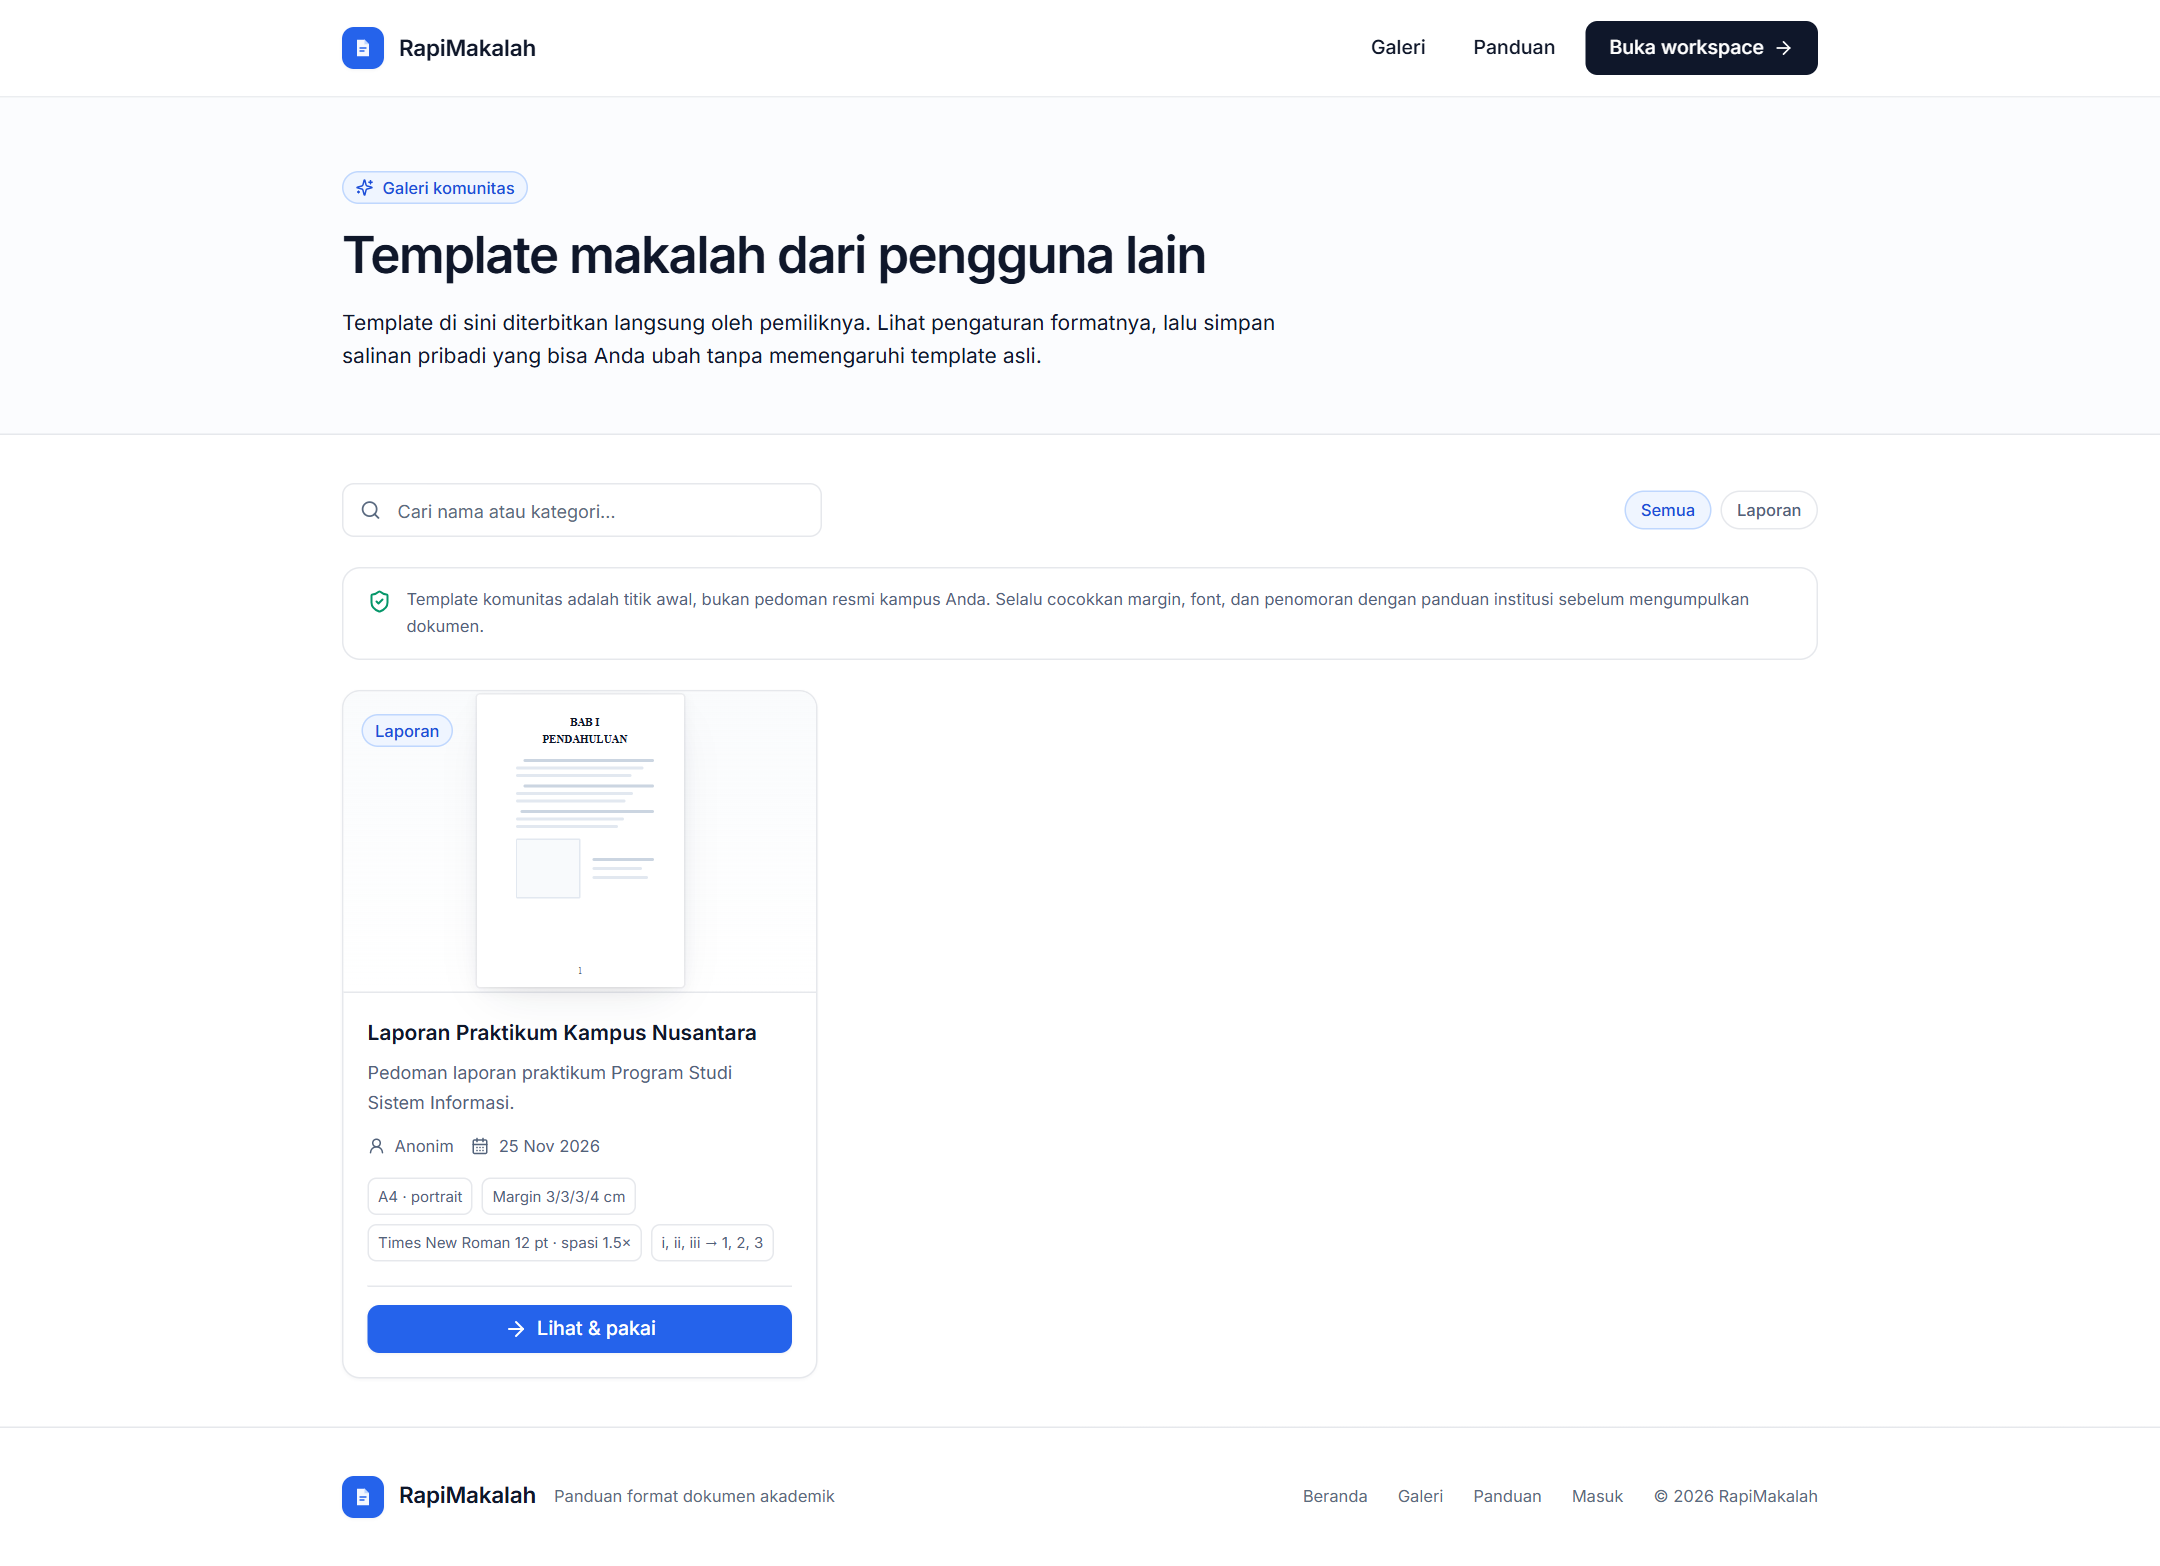 RapiMakalah
Galeri
Panduan
Buka workspace →
Galeri komunitas
Template makalah dari pengguna lain
Template di sini diterbitkan langsung oleh pemiliknya. Lihat pengaturan formatnya, lalu simpan
salinan pribadi yang bisa Anda ubah tanpa memengaruhi template asli.
Cari nama atau kategori...
Semua
Laporan
Template komunitas adalah titik awal, bukan pedoman resmi kampus Anda. Selalu cocokkan margin, font, dan penomoran dengan panduan institusi sebelum mengumpulkan
dokumen.
Laporan
BAB I
PENDAHULUAN
1
Laporan Praktikum Kampus Nusantara
Pedoman laporan praktikum Program Studi
Sistem Informasi.
Anonim
25 Nov 2026
A4 · portrait
Margin 3/3/3/4 cm
Times New Roman 12 pt · spasi 1.5×
i, ii, iii → 1, 2, 3
→ Lihat & pakai
RapiMakalah
Panduan format dokumen akademik
Beranda
Galeri
Panduan
Masuk
© 2026 RapiMakalah